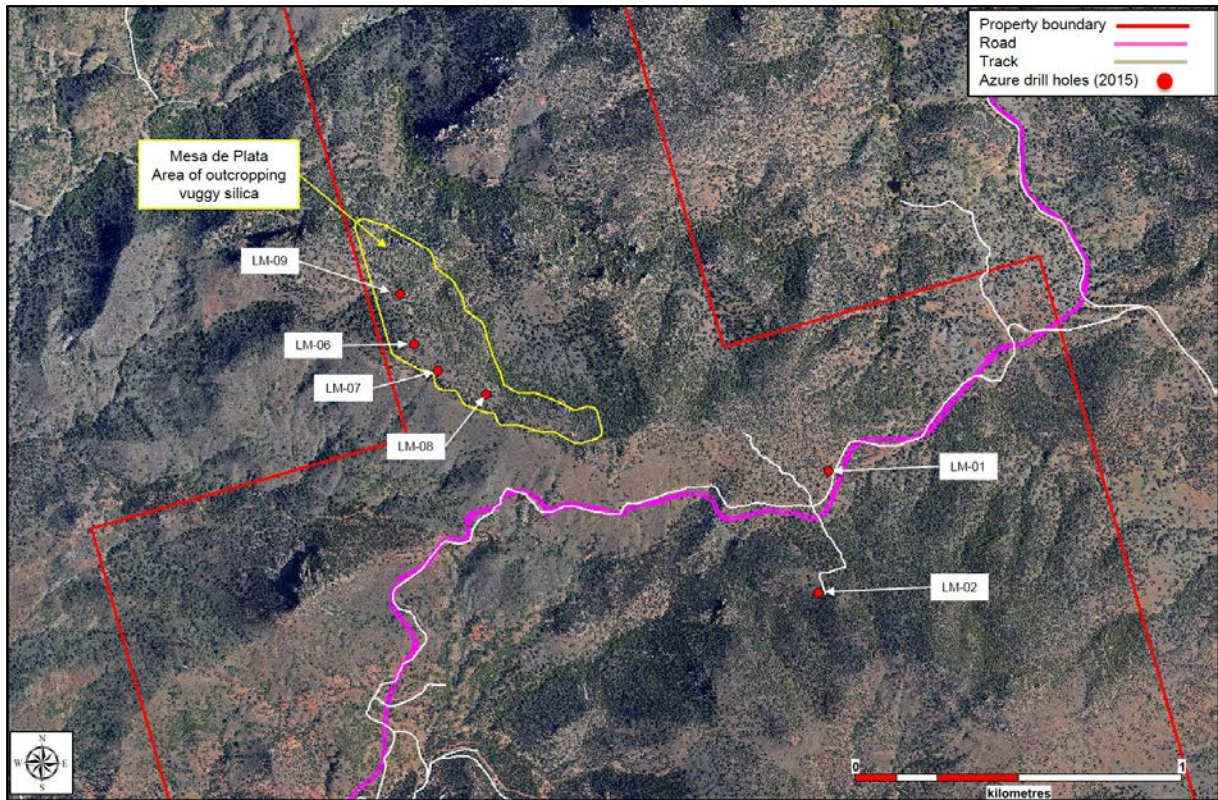 Property boundary
Road
Track
Azure drill holes (2015)
Mesa de Plata
Area of outcropping
vuggy silica
LM-09
LM-06
LM-07
LM-08
LM-01
LM-02
N
W
E
S
0
1
kilometres